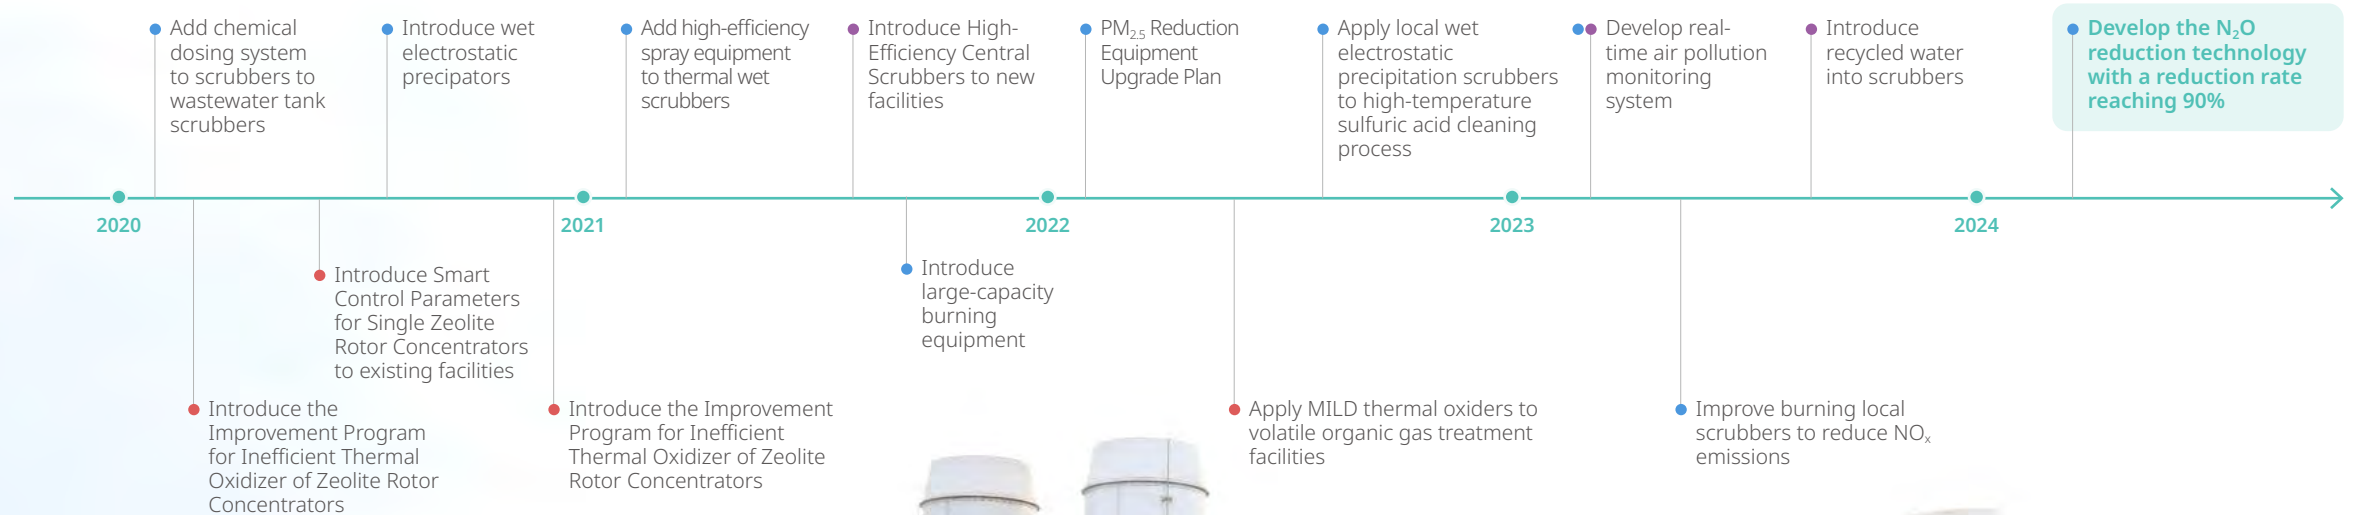 Add chemical
dosing system
to scrubbers to
wastewater tank
scrubbers
Introduce wet
electrostatic
precipators
Add high-efficiency
spray equipment
to thermal wet
scrubbers
Introduce High-
Efficiency Central
Scrubbers to new
facilities
PM2.5 Reduction
Equipment
Upgrade Plan
Apply local wet
electrostatic
precipitation scrubbers
to high-temperature
sulfuric acid cleaning
process
Develop real-
time air pollution
monitoring
system
Introduce
recycled water
into scrubbers
Develop the N2O
reduction technology
with a reduction rate
reaching 90%
2020
2021
2022
2023
2024
Introduce Smart
Control Parameters
for Single Zeolite
Rotor Concentrators
to existing facilities
Introduce
large-capacity
burning
equipment
Introduce the
Improvement Program
for Inefficient Thermal
Oxidizer of Zeolite Rotor
Concentrators
Introduce the Improvement
Program for Inefficient
Thermal Oxidizer of Zeolite
Rotor Concentrators
Apply MILD thermal oxiders to
volatile organic gas treatment
facilities
Improve burning local
scrubbers to reduce NOx
emissions